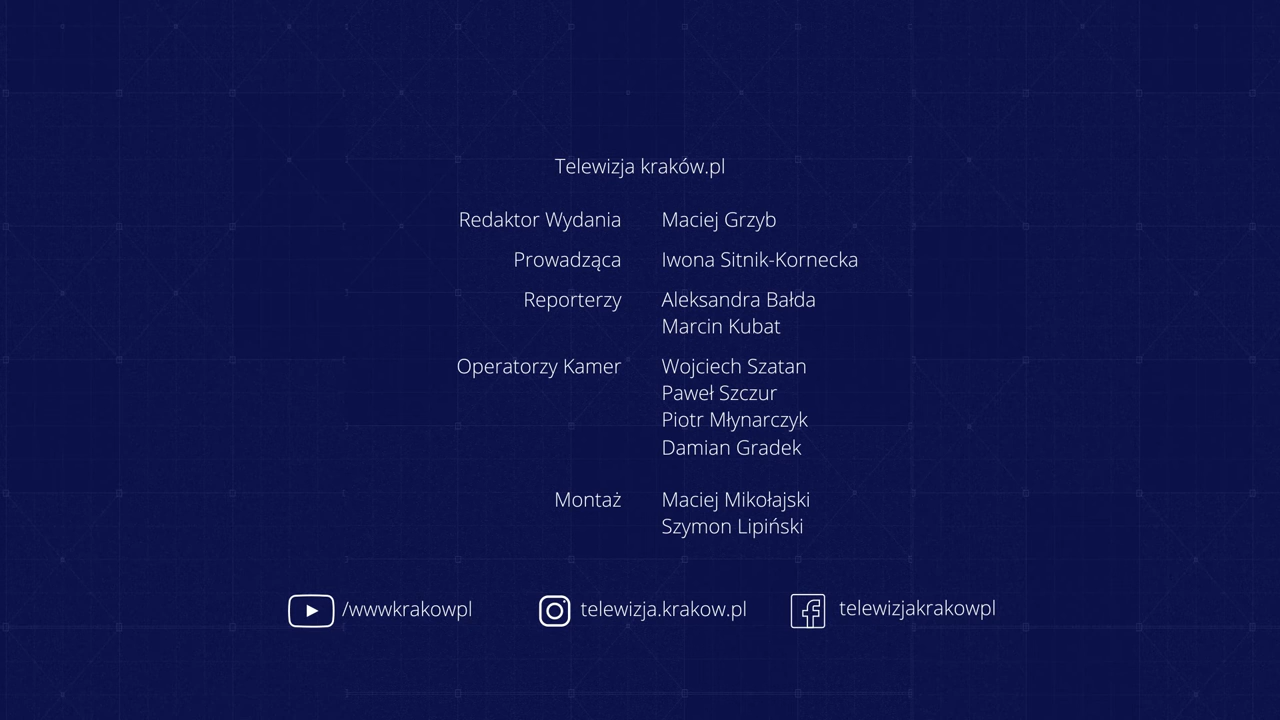 Telewizja kraków.pl
Redaktor Wydania Maciej Grzyb
Prowadząca Iwona Sitnik-Kornecka
Reporterzy Aleksandra Bałda
Marcin Kubat
Operatorzy Kamer Wojciech Szatan
Paweł Szczur
Piotr Młynarczyk
Damian Gradek
Montaż Maciej Mikołajski
Szymon Lipiński
/wwwkrakowpl telewizja.krakow.pl telewizjakrakowpl